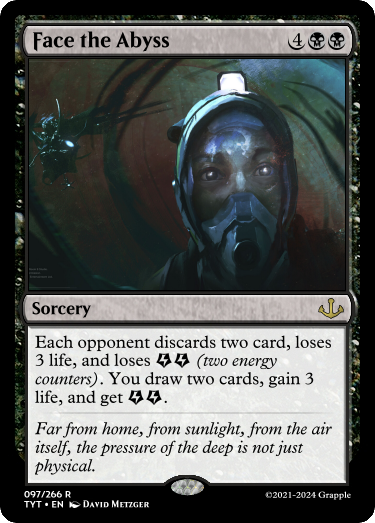 Face the Abyss 4
Sorcery
Each opponent discards two card, loses
3 life, and loses (two energy
counters). You draw two cards, gain 3
life, and get .
Far from home, from sunlight, from the air
itself, the pressure of the deep is not just
physical.
097/266 R
TYT • EN David Metzger
©2021-2024 Grapple